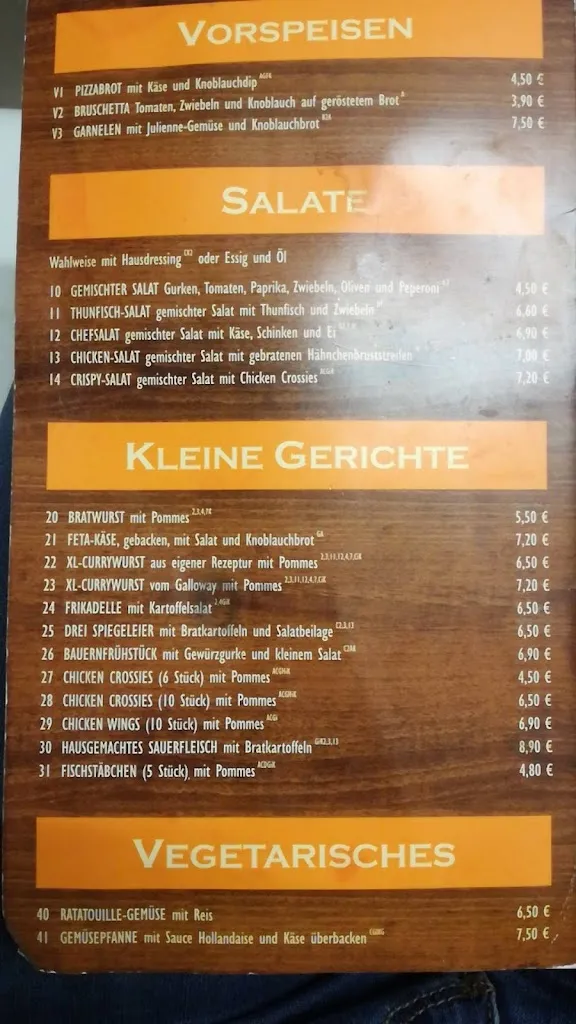 VORSPEISEN
V1 PIZZABROT mit Käse und Knoblauchdip 4,50 €
V2 BRUSCHETTA Tomaten, Zwiebeln und Knoblauch auf geröstetem Brot 3,90 €
V3 GARNELEN mit Julienne-Gemüse und Knoblauchbrot 7,50 €
SALATE
Wahlweise mit Hausdressing oder Essig und Öl
10 GEMISCHTER SALAT Gurken, Tomaten, Paprika, Zwiebeln, Oliven und Peperoni 4,50 €
11 THUNFISCH-SALAT gemischter Salat mit Thunfisch und Zwiebeln 6,60 €
12 CHEFSALAT gemischter Salat mit Käse, Schinken und Ei 6,90 €
13 CHICKEN-SALAT gemischter Salat mit gebratenen Hähnchenbruststreifen 7,00 €
14 CRISPY-SALAT gemischter Salat mit Chicken Crossies 7,20 €
KLEINE GERICHTE
20 BRATWURST mit Pommes 5,50 €
21 FETA-KÄSE, gebacken, mit Salat und Knoblauchbrot 7,20 €
22 XL-CURRYWURST aus eigener Rezeptur mit Pommes 6,50 €
23 XL-CURRYWURST vom Galloway mit Pommes 7,20 €
24 FRIKADELLE mit Kartoffelsalat 6,50 €
25 DREI SPIEGELEIER mit Bratkartoffeln und Salatbeilage 6,50 €
26 BAUERNFRÜHSTÜCK mit Gewürzgurke und kleinem Salat 6,90 €
27 CHICKEN CROSSIES (6 Stück) mit Pommes 4,50 €
28 CHICKEN CROSSIES (10 Stück) mit Pommes 6,50 €
29 CHICKEN WINGS (10 Stück) mit Pommes 6,90 €
30 HAUSGEMACHTES SAUERFLEISCH mit Bratkartoffeln 8,90 €
31 FISCHSTÄBCHEN (5 Stück) mit Pommes 4,80 €
VEGETARISCHES
40 RATATOUILLE-GEMÜSE mit Reis 6,50 €
41 GEMÜSEPFANNE mit Sauce Hollandaise und Käse überbacken 7,50 €